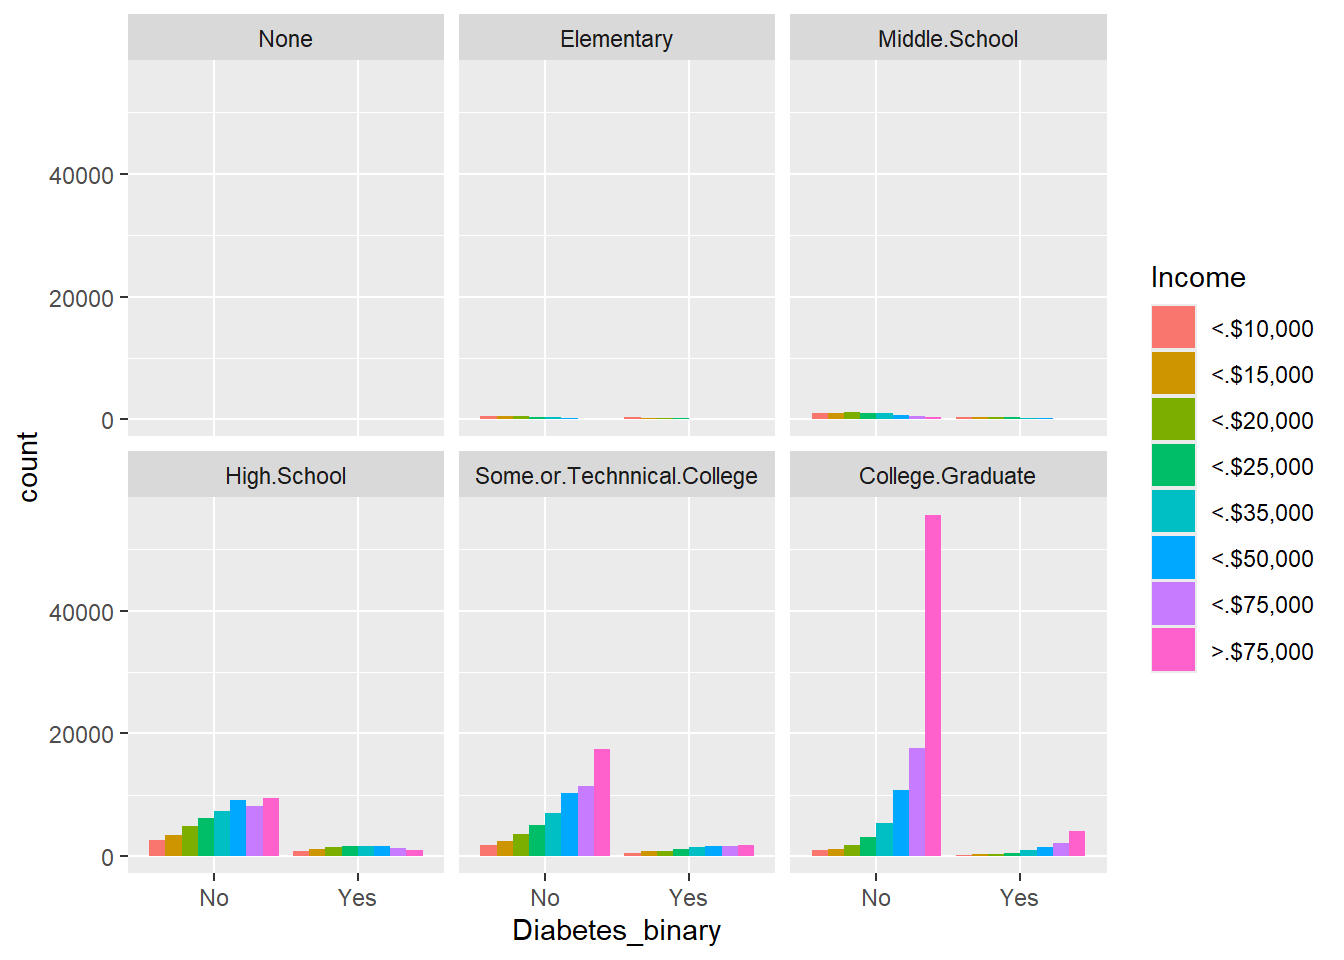 None Elementary Middle.School
40000
20000
0
High.School Some.or.Technnical.College College.Graduate
40000
20000
0
No Yes No Yes No Yes
Diabetes_binary
count
Income
<.$10,000
<.$15,000
<.$20,000
<.$25,000
<.$35,000
<.$50,000
<.$75,000
>.$75,000